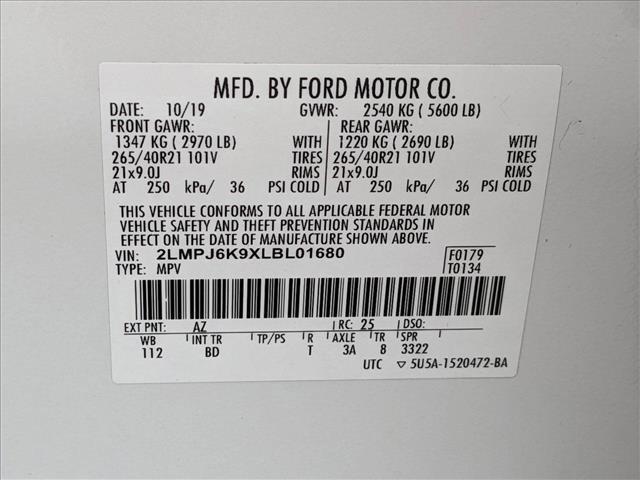 MFD. BY FORD MOTOR CO.
DATE: 10/19 GVWR: 2540 KG ( 5600 LB)
FRONT GAWR: REAR GAWR:
1347 KG ( 2970 LB) WITH 1220 KG ( 2690 LB) WITH
265/40R21 101V TIRES 265/40R21 101V TIRES
21x9.0J RIMS 21x9.0J RIMS
AT 250 kPa/ 36 PSI COLD AT 250 kPa/ 36 PSI COLD
THIS VEHICLE CONFORMS TO ALL APPLICABLE FEDERAL MOTOR
VEHICLE SAFETY AND THEFT PREVENTION STANDARDS IN
EFFECT ON THE DATE OF MANUFACTURE SHOWN ABOVE.
VIN: 2LMPJ6K9XLBL01680 F0179
TYPE: MPV T0134
EXT PNT: AZ RC: 25 DSO:
WB INT TR TP/PS R AXLE TR SPR
112 BD T 3A 8 3322
UTC ▽ 5U5A-1520472-BA